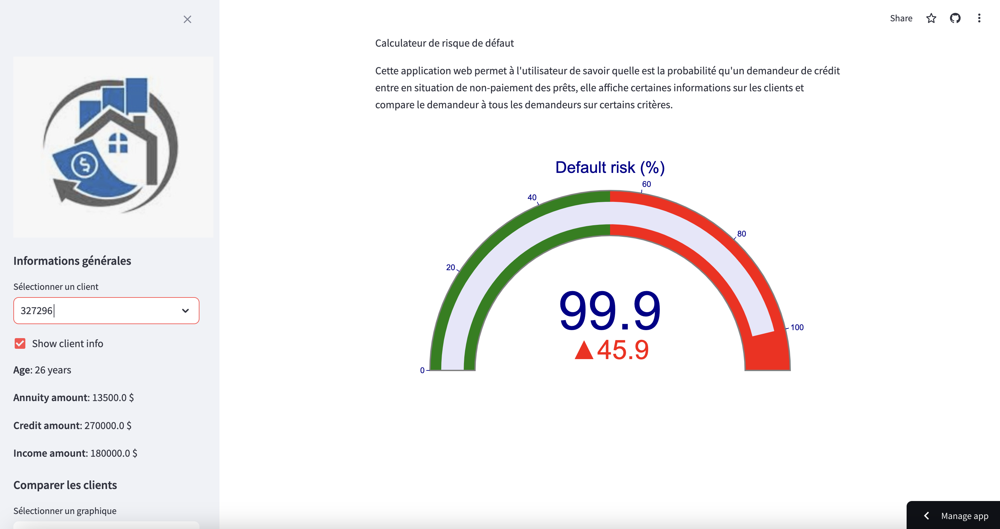 Share
$
Informations générales
Sélectionner un client
327296
Show client info
Age: 26 years
Annuity amount: 13500.0 $
Credit amount: 270000.0 $
Income amount: 180000.0 $
Comparer les clients
Sélectionner un graphique
Calculateur de risque de défaut
Cette application web permet à l'utilisateur de savoir quelle est la probabilité qu'un demandeur de crédit
entre en situation de non-paiement des prêts, elle affiche certaines informations sur les clients et
compare le demandeur à tous les demandeurs sur certains critères.
Default risk (%)
0
20
40
60
80
100
99.9
▲45.9
Manage app